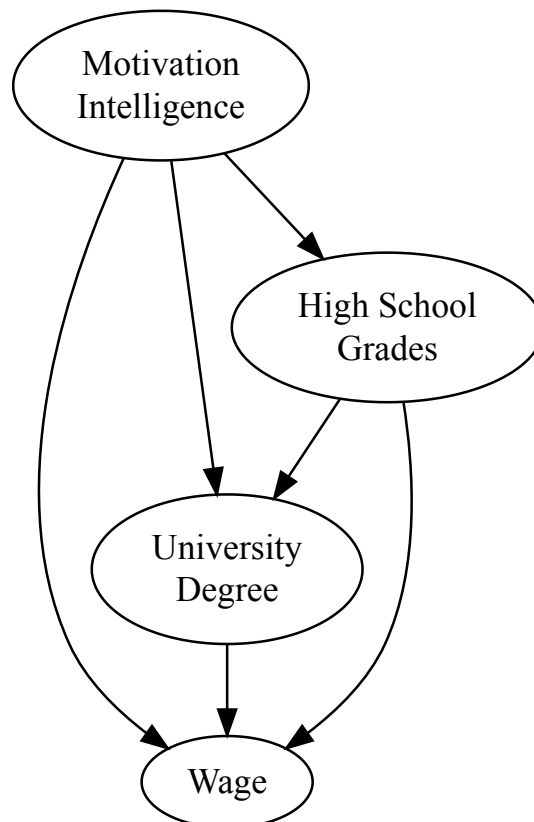 Motivation
Intelligence
High School
Grades
University
Degree
Wage